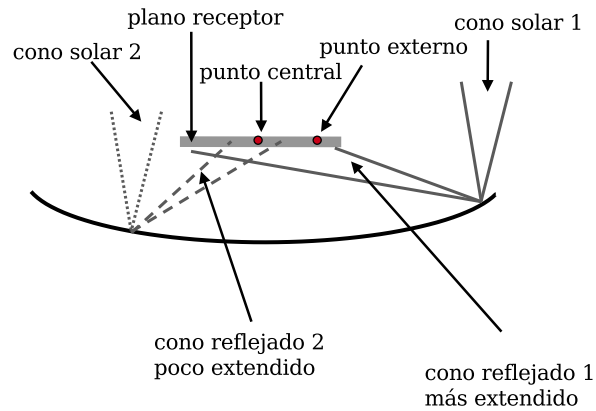 plano receptor
cono solar 1
cono solar 2
punto externo
punto central
cono reflejado 2
poco extendido
cono reflejado 1
más extendido